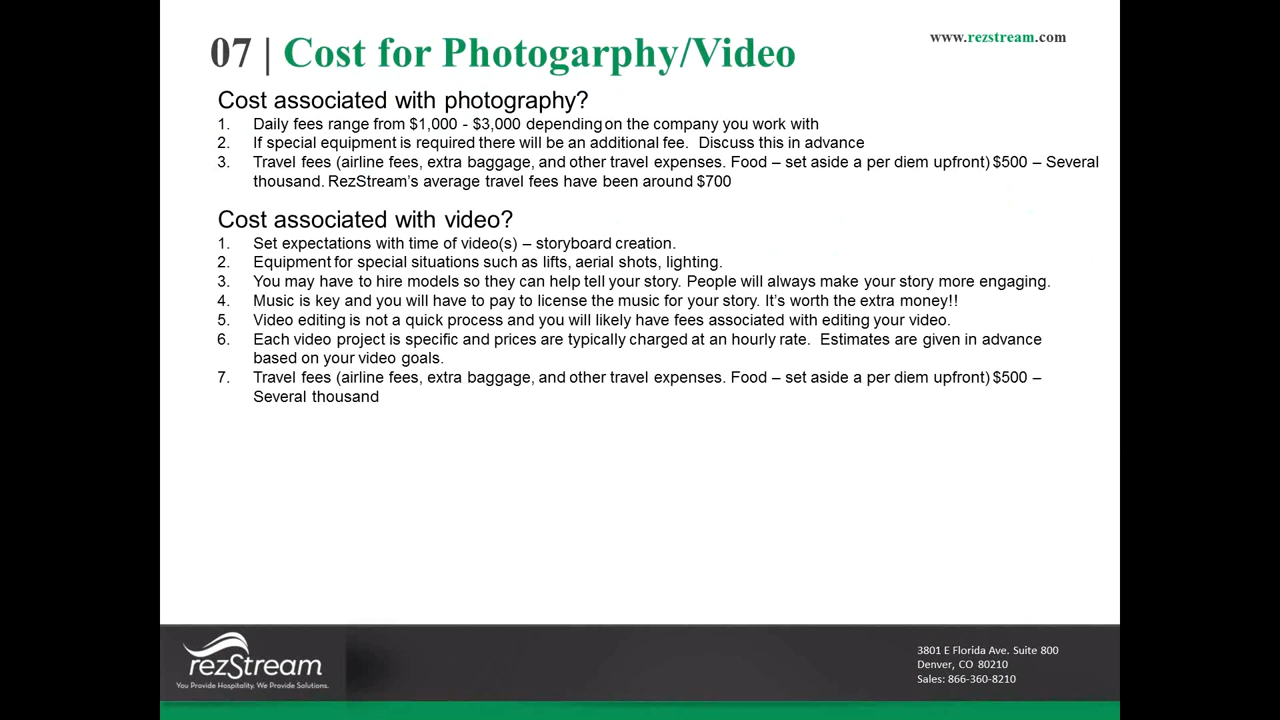 07 | Cost for Photogarphy/Video
www.rezstream.com
Cost associated with photography?
1. Daily fees range from $1,000 - $3,000 depending on the company you work with
2. If special equipment is required there will be an additional fee.  Discuss this in advance
3. Travel fees (airline fees, extra baggage, and other travel expenses. Food – set aside a per diem upfront) $500 – Several
thousand. RezStream’s average travel fees have been around $700
Cost associated with video?
1. Set expectations with time of video(s) – storyboard creation.
2. Equipment for special situations such as lifts, aerial shots, lighting.
3. You may have to hire models so they can help tell your story. People will always make your story more engaging.
4. Music is key and you will have to pay to license the music for your story. It’s worth the extra money!!
5. Video editing is not a quick process and you will likely have fees associated with editing your video.
6. Each video project is specific and prices are typically charged at an hourly rate.  Estimates are given in advance
based on your video goals.
7. Travel fees (airline fees, extra baggage, and other travel expenses. Food – set aside a per diem upfront) $500 –
Several thousand
rezStream
You Provide Hospitality. We Provide Solutions.
3801 E Florida Ave. Suite 800
Denver, CO 80210
Sales: 866-360-8210